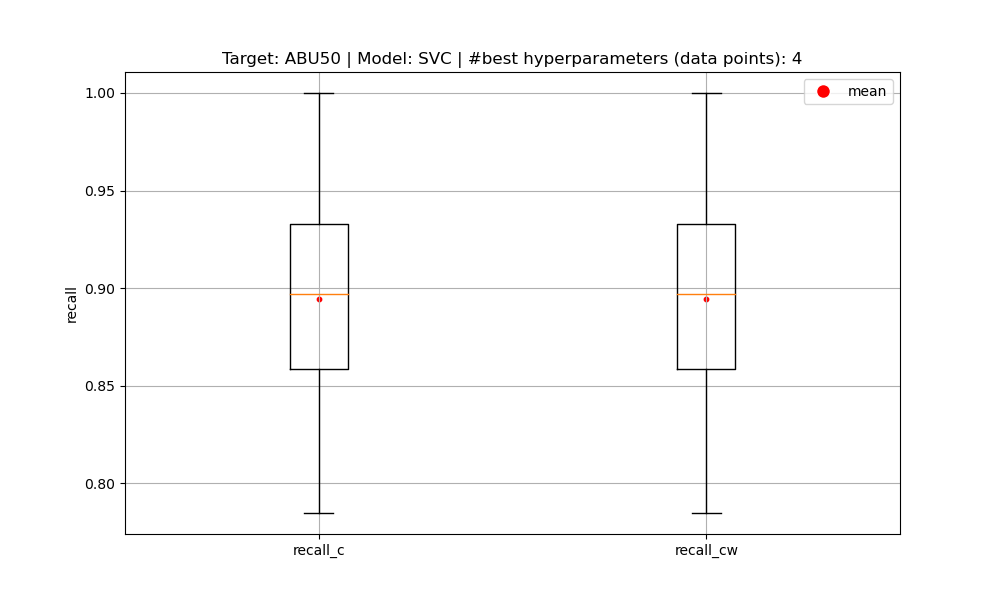 Target: ABU50 | Model: SVC | #best hyperparameters (data points): 4
mean
1.00
0.95
0.90
0.85
0.80
recall
recall_c
recall_cw